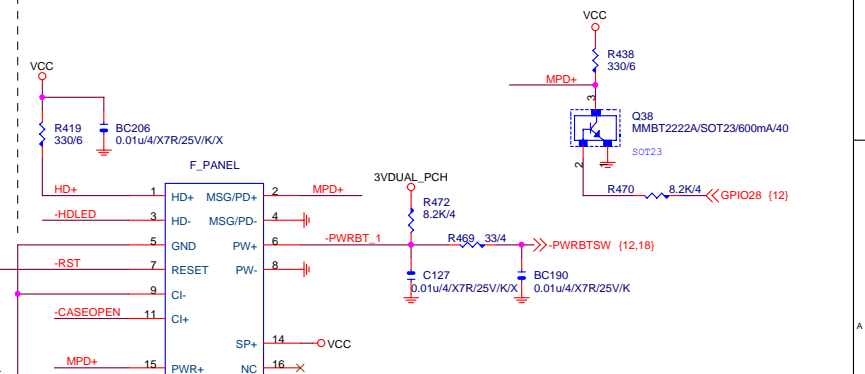 VCC
R438
330/6
MPD+
3
Q38
MMBT2222A/SOT23/600mA/40
SOT23
2
1
R470
8.2K/4
GPIO28 {12}
VCC
R419
330/6
BC206
0.01u/4/X7R/25V/K/X
F_PANEL
3VDUAL_PCH
R472
8.2K/4
HD+
1
HD+
MSG/PD+
2
MPD+
-HDLED
3
HD-
MSG/PD-
4
5
GND
PW+
6
-PWRBT_1
R469
33/4
-PWRBTSW {12,18}
-RST
7
RESET
PW-
8
9
CI-
C127
0.01u/4/X7R/25V/K/X
BC190
0.01u/4/X7R/25V/K
-CASEOPEN
11
CI+
SP+
14
VCC
MPD+
15
PWR+
NC
16
A